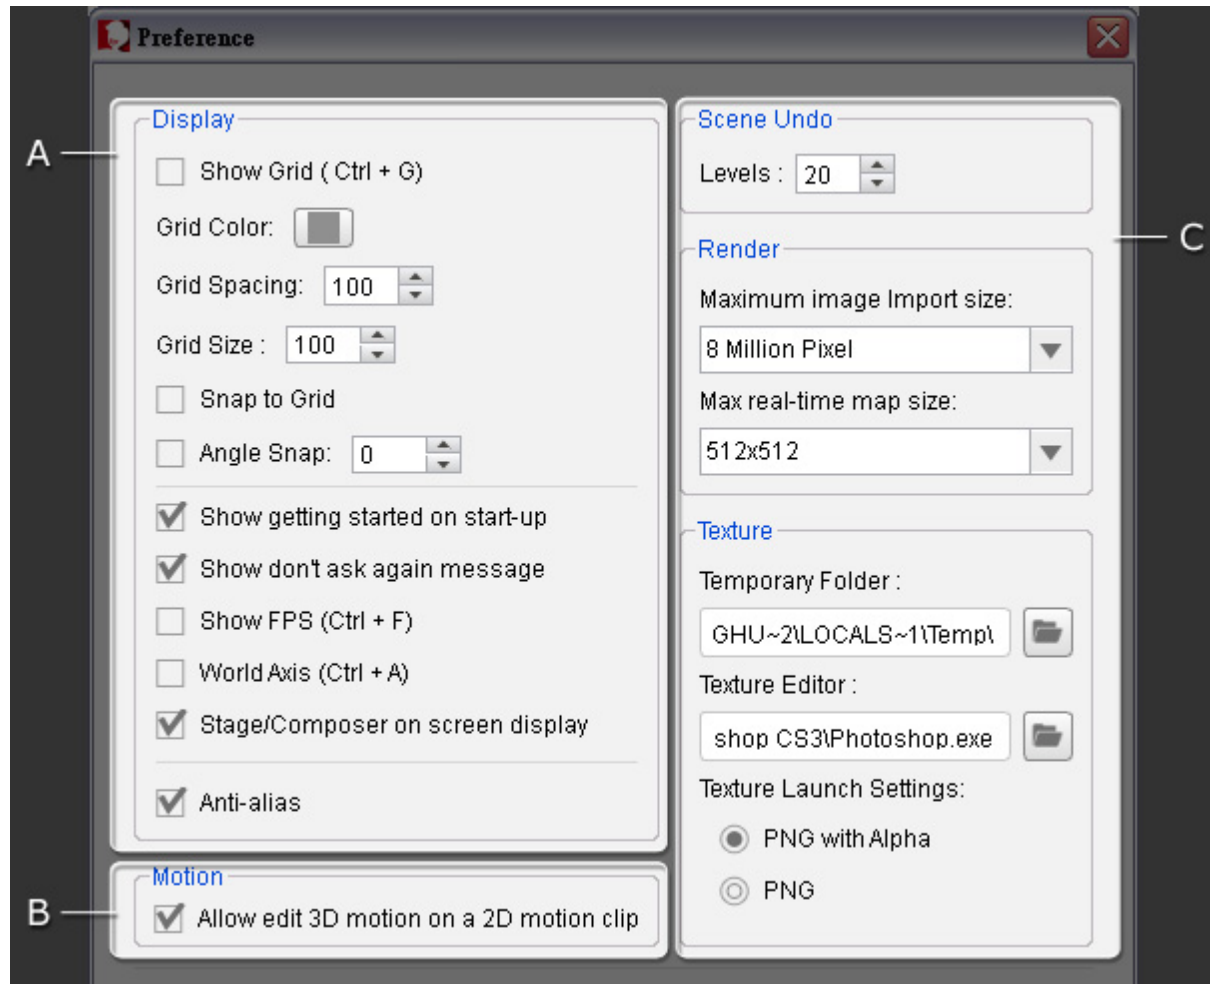 Preference
A
Display
Show Grid ( Ctrl + G)
Grid Color:
Grid Spacing: 100
Grid Size : 100
Snap to Grid
Angle Snap: 0
Show getting started on start-up
Show don't ask again message
Show FPS (Ctrl + F)
World Axis (Ctrl + A)
Stage/Composer on screen display
Anti-alias
B
Motion
Allow edit 3D motion on a 2D motion clip
C
Scene Undo
Levels : 20
Render
Maximum image Import size:
8 Million Pixel
Max real-time map size:
512x512
Texture
Temporary Folder :
GHU~2\LOCALS~1\Temp\
Texture Editor :
shop CS3\Photoshop.exe
Texture Launch Settings:
PNG with Alpha
PNG